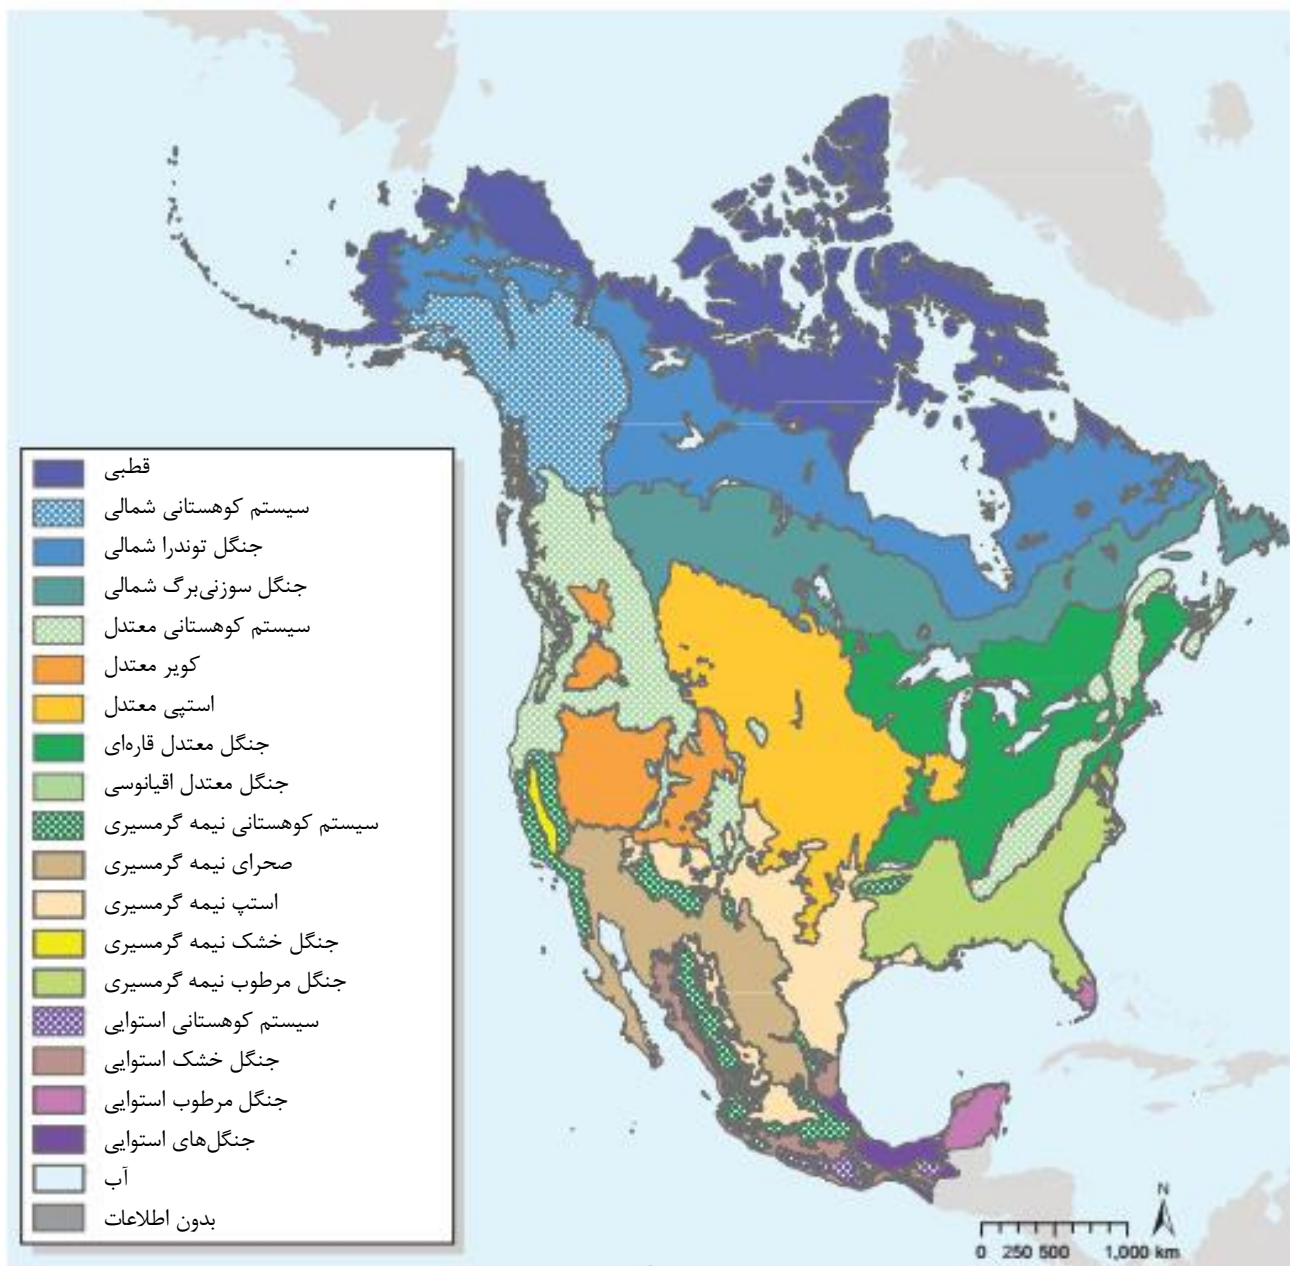 قطبی
سیستم کوهستانی شمالی
جنگل توندرا شمالی
جنگل سوزنی‌برگ شمالی
سیستم کوهستانی معتدل
کویر معتدل
استپی معتدل
جنگل معتدل قاره‌ای
جنگل معتدل اقیانوسی
سیستم کوهستانی نیمه گرمسیری
صحرای نیمه گرمسیری
استپ نیمه گرمسیری
جنگل خشک نیمه گرمسیری
جنگل مرطوب نیمه گرمسیری
سیستم کوهستانی استوایی
جنگل خشک استوایی
جنگل مرطوب استوایی
جنگل‌های استوایی
آب
بدون اطلاعات
N
0 250 500 1,000 km